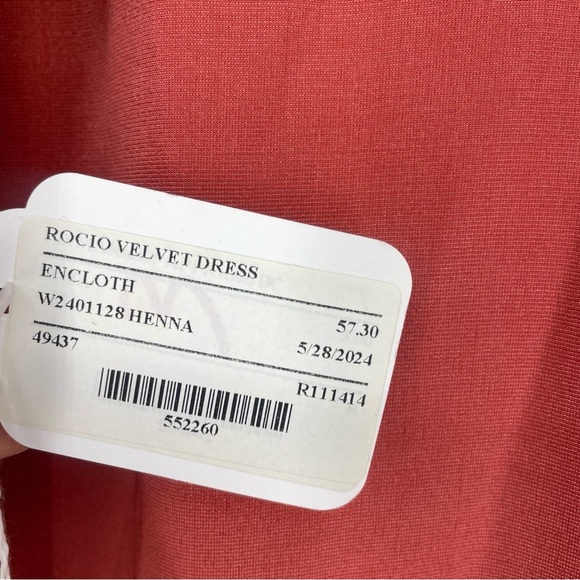 ROCIO VELVET DRESS
ENCLOTH
W2401128 HENNA 57.30
49437 5/28/2024
R111414
552260